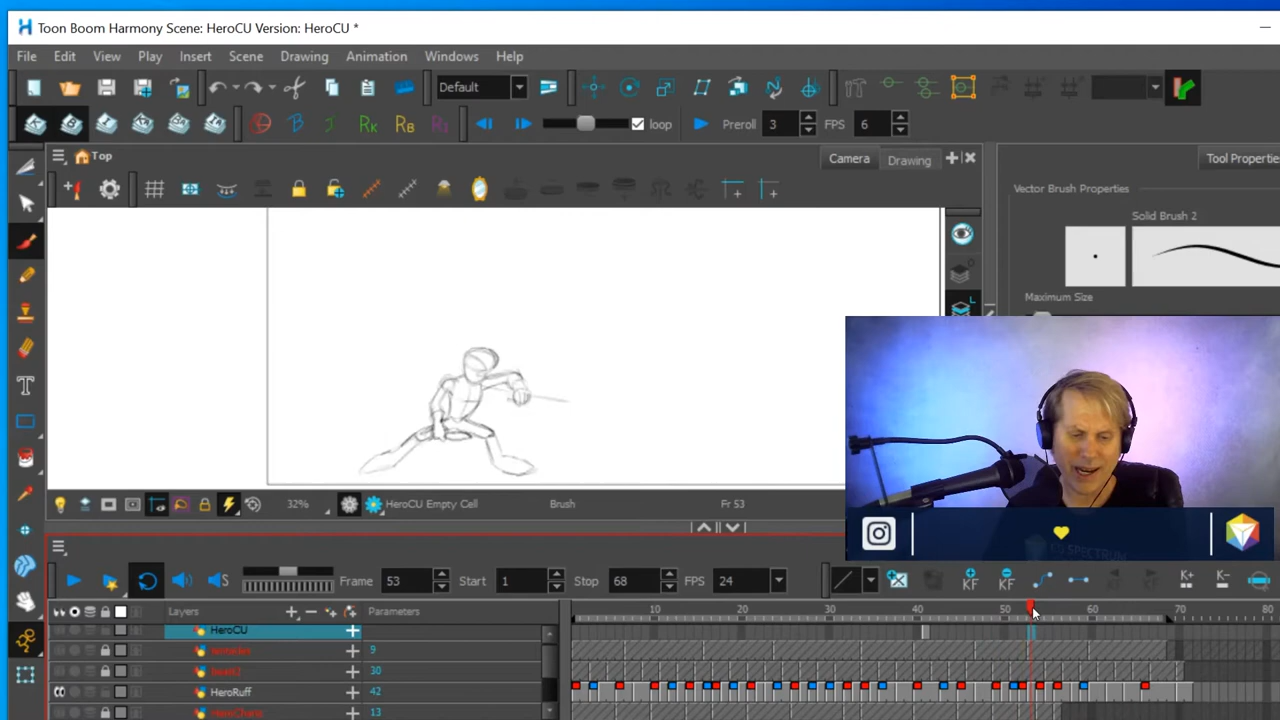 Toon Boom Harmony Scene: HeroCU Version: HeroCU *
File Edit View Play Insert Scene Drawing Animation Windows Help
Default
loop Preroll 3 FPS 6
Top Camera Drawing Tool Properti
Vector Brush Properties
Solid Brush 2
Maximum Size
32% HeroCU Empty Cell Brush Fr 53
Frame 53 Start 1 Stop 68 FPS 24
KF KF K+ K-
Layers Parameters 10 20 30 40 50 60 70 80
HeroCU
9
30
HeroRuff 42
13